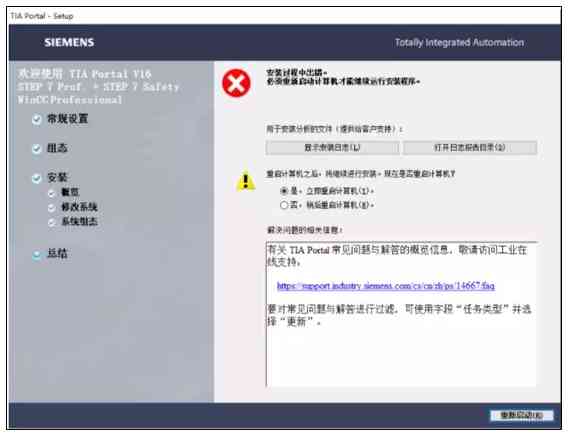 TIA Portal - Setup
SIEMENS
Totally Integrated Automation
欢迎使用 TIA Portal V16
STEP 7 Prof. + STEP 7 Safety
WinCC Professional
常规设置
组态
安装
概览
修改系统
系统组态
总结
安装过程中出错。
必须重新启动计算机才能继续运行安装程序。
用于安装分析的文件（提供给客户支持）：
显示安装日志(L)
打开日志报告目录(O)
重启计算机之后，将继续进行安装。现在是否重启计算机？
是，立即重启计算机(Y)。
否，稍后重启计算机(N)。
解决问题的相关信息：
有关 TIA Portal 常见问题与解答的概览信息，敬请访问工业在
线支持：
https://support.industry.siemens.com/cs/cn/zh/ps/14667/faq
要对常见问题与解答进行过滤，可使用字段“任务类型”并选
择“更新”。
重新启动(R)